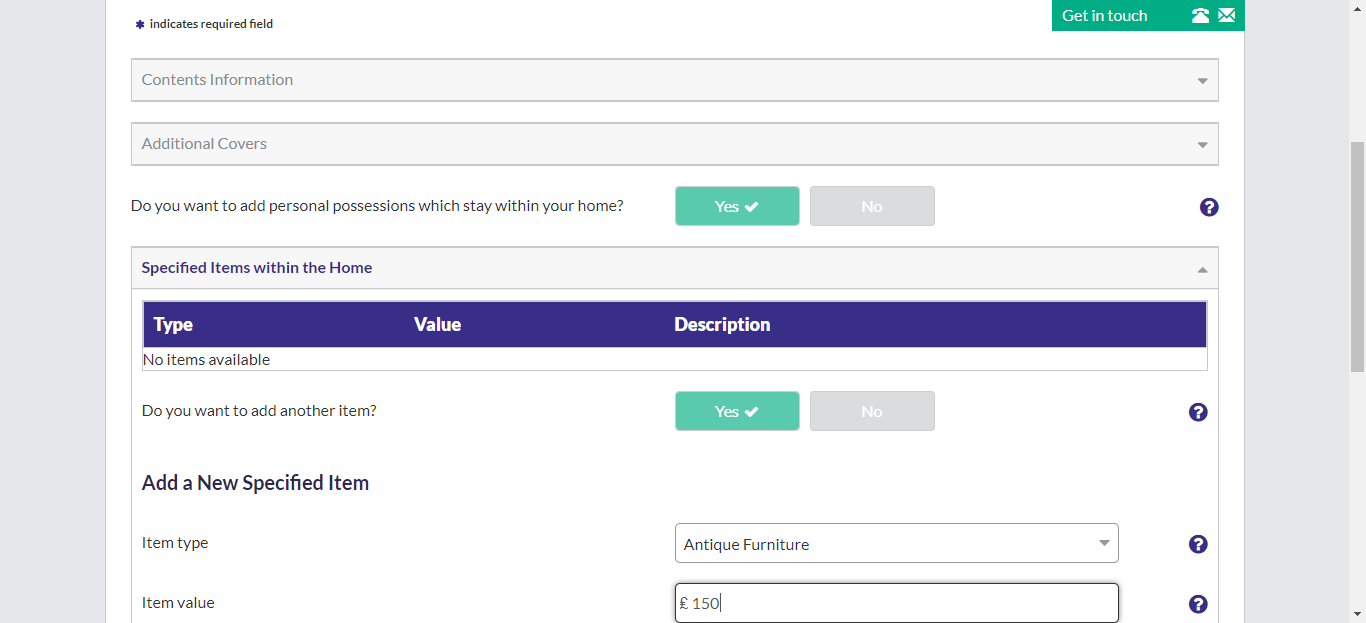 ✱ indicates required field
Get in touch
Contents Information
Additional Covers
Do you want to add personal possessions which stay within your home?
Yes ✔
No
?
Specified Items within the Home
Type
Value
Description
No items available
Do you want to add another item?
Yes ✔
No
?
Add a New Specified Item
Item type
Antique Furniture
?
Item value
£ 150
?